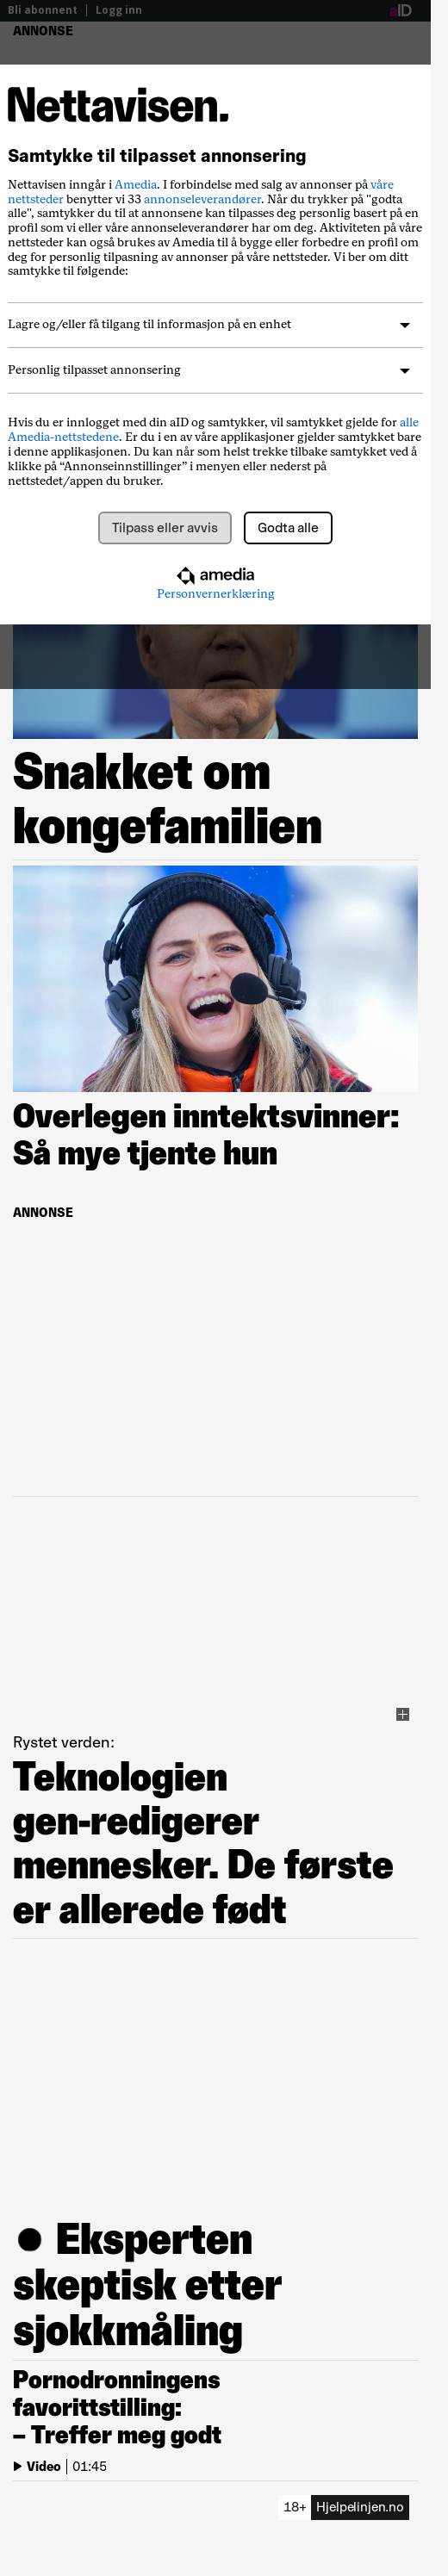 Bli abonnent | Logg inn
aID
ANNONSE
Nettavisen.
Samtykke til tilpasset annonsering
Nettavisen inngår i Amedia. I forbindelse med salg av annonser på våre
nettsteder benytter vi 33 annonseleverandører. Når du trykker på "godta
alle", samtykker du til at annonsene kan tilpasses deg personlig basert på en
profil som vi eller våre annonseleverandører har om deg. Aktiviteten på våre
nettsteder kan også brukes av Amedia til å bygge eller forbedre en profil om
deg for personlig tilpasning av annonser på våre nettsteder. Vi ber om ditt
samtykke til følgende:
Lagre og/eller få tilgang til informasjon på en enhet
Personlig tilpasset annonsering
Hvis du er innlogget med din aID og samtykker, vil samtykket gjelde for alle
Amedia-nettstedene. Er du i en av våre applikasjoner gjelder samtykket bare
i denne applikasjonen. Du kan når som helst trekke tilbake samtykket ved å
klikke på “Annonseinnstillinger” i menyen eller nederst på
nettstedet/appen du bruker.
Tilpass eller avvis
Godta alle
amedia
Personvernerklæring
Snakket om
kongefamilien
Overlegen inntektsvinner:
Så mye tjente hun
ANNONSE
Rystet verden:
Teknologien
gen-redigerer
mennesker. De første
er allerede født
● Eksperten
skeptisk etter
sjokkmåling
Pornodronningens
favorittstilling:
– Treffer meg godt
Video | 01:45
18+ Hjelpelinjen.no